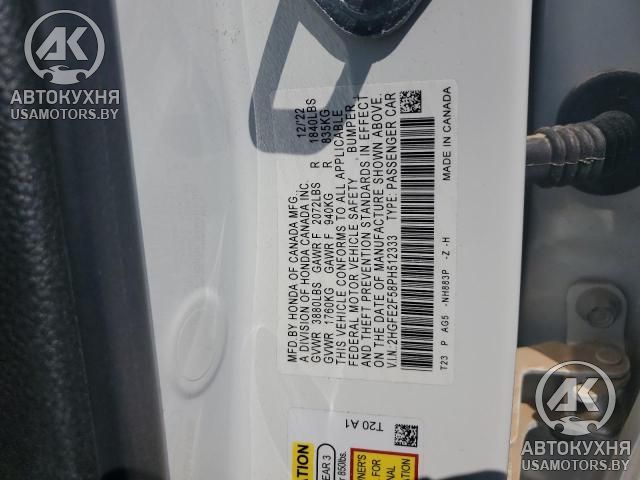 AK
АВТОКУХНЯ
USAMOTORS.BY
MFD BY HONDA OF CANADA MFG. 12/'22
A DIVISION OF HONDA CANADA INC.
GVWR 3880LBS GAWR F 2072LBS R 1840LBS
GVWR 1760KG GAWR F 940KG R 835KG
THIS VEHICLE CONFORMS TO ALL APPLICABLE
FEDERAL MOTOR VEHICLE SAFETY BUMPER,
AND THEFT PREVENTION STANDARDS IN EFFECT
ON THE DATE OF MANUFACTURE SHOWN ABOVE.
V.I.N. 2HGFE2F58PH512333 TYPE: PASSENGER CAR
T23 P AG5 -NH883P -Z -H MADE IN CANADA
T20 A1
AK
АВТОКУХНЯ
USAMOTORS.BY